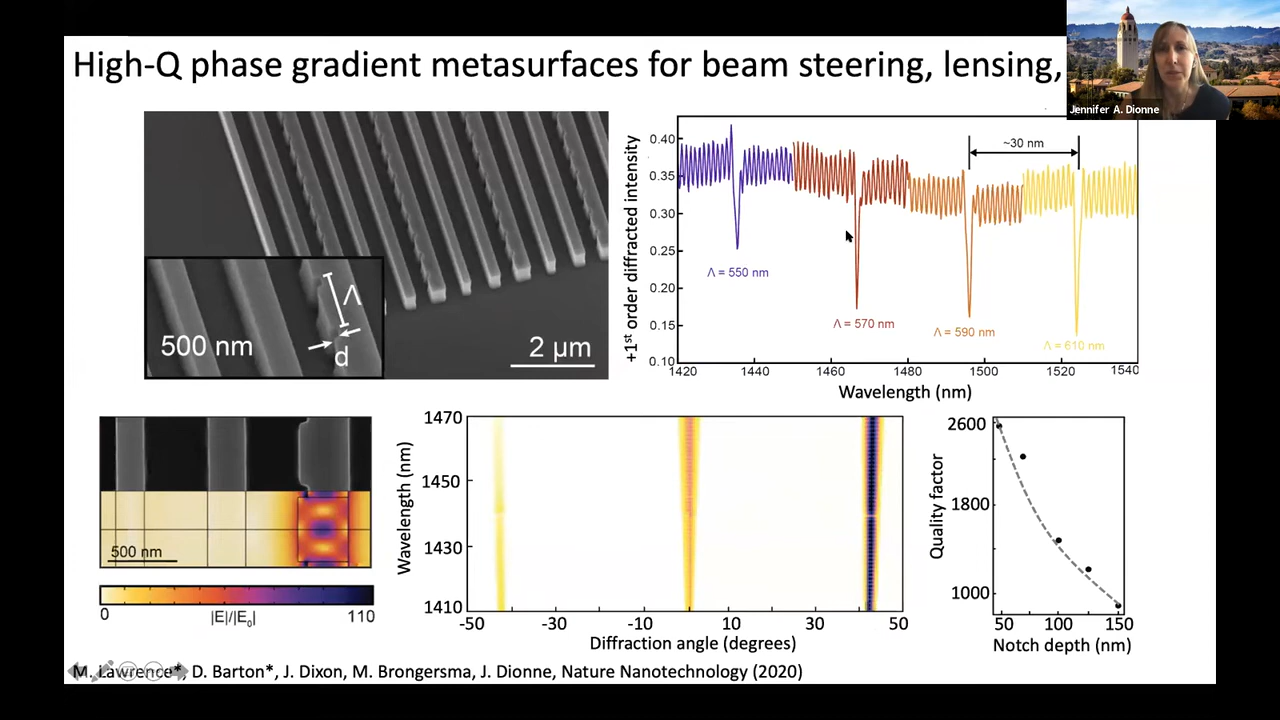 High-Q phase gradient metasurfaces for beam steering, lensing,
Jennifer A. Dionne
500 nm
Λ
d
2 μm
+1st order diffracted intensity
0.40
0.35
0.30
0.25
0.20
0.15
0.10
~30 nm
Λ = 550 nm
Λ = 570 nm
Λ = 590 nm
Λ = 610 nm
1420 1440 1460 1480 1500 1520 1540
Wavelength (nm)
500 nm
0 110
|E|/|E0|
Wavelength (nm)
1470
1450
1430
1410
-50 -30 -10 10 30 50
Diffraction angle (degrees)
Quality factor
2600
1800
1000
50 100 150
Notch depth (nm)
M. Lawrence*, D. Barton*, J. Dixon, M. Brongersma, J. Dionne, Nature Nanotechnology (2020)